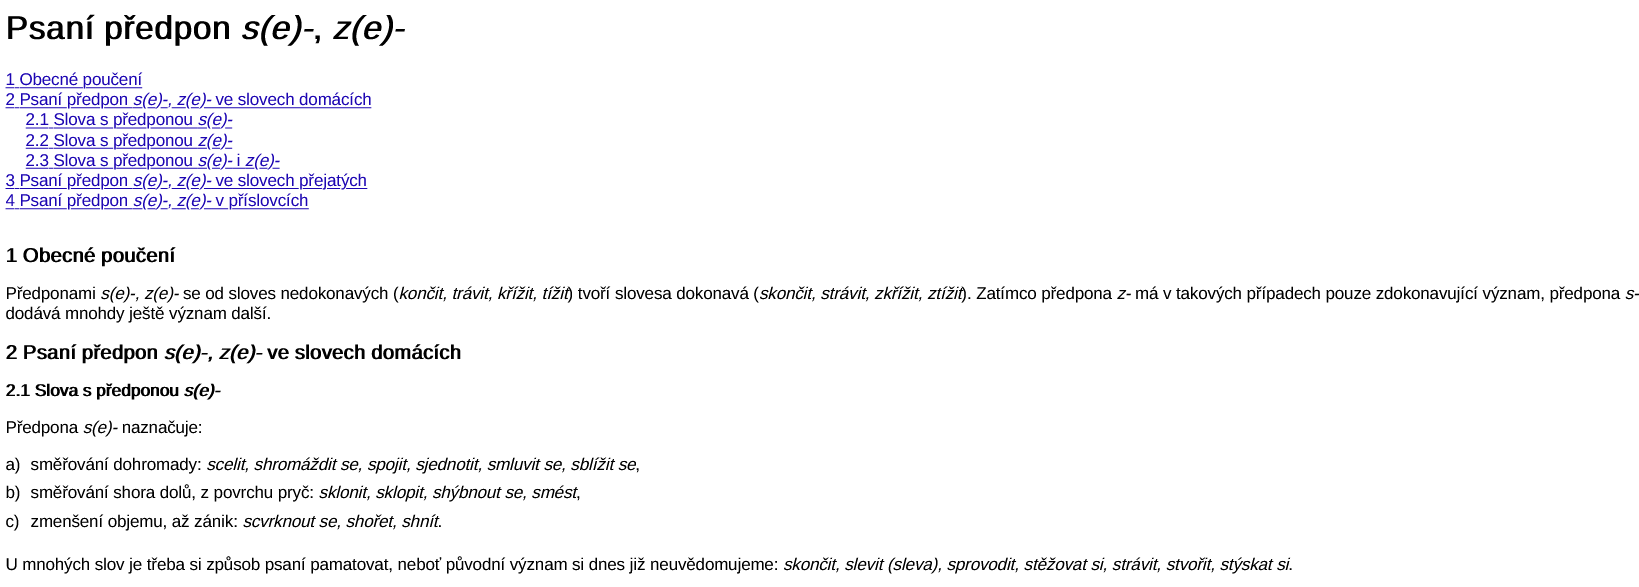 Psaní předpon s(e)-, z(e)-
1 Obecné poučení
2 Psaní předpon s(e)-, z(e)- ve slovech domácích
2.1 Slova s předponou s(e)-
2.2 Slova s předponou z(e)-
2.3 Slova s předponou s(e)- i z(e)-
3 Psaní předpon s(e)-, z(e)- ve slovech přejatých
4 Psaní předpon s(e)-, z(e)- v příslovcích
1 Obecné poučení
Předponami s(e)-, z(e)- se od sloves nedokonavých (končit, trávit, křížit, tížit) tvoří slovesa dokonavá (skončit, strávit, zkřížit, ztížit). Zatímco předpona z- má v takových případech pouze zdokonavující význam, předpona s-
dodává mnohdy ještě význam další.
2 Psaní předpon s(e)-, z(e)- ve slovech domácích
2.1 Slova s předponou s(e)-
Předpona s(e)- naznačuje:
a) směřování dohromady: scelit, shromáždit se, spojit, sjednotit, smluvit se, sblížit se,
b) směřování shora dolů, z povrchu pryč: sklonit, sklopit, shýbnout se, smést,
c) zmenšení objemu, až zánik: scvrknout se, shořet, shnít.
U mnohých slov je třeba si způsob psaní pamatovat, neboť původní význam si dnes již neuvědomujeme: skončit, slevit (sleva), sprovodit, stěžovat si, strávit, stvořit, stýskat si.